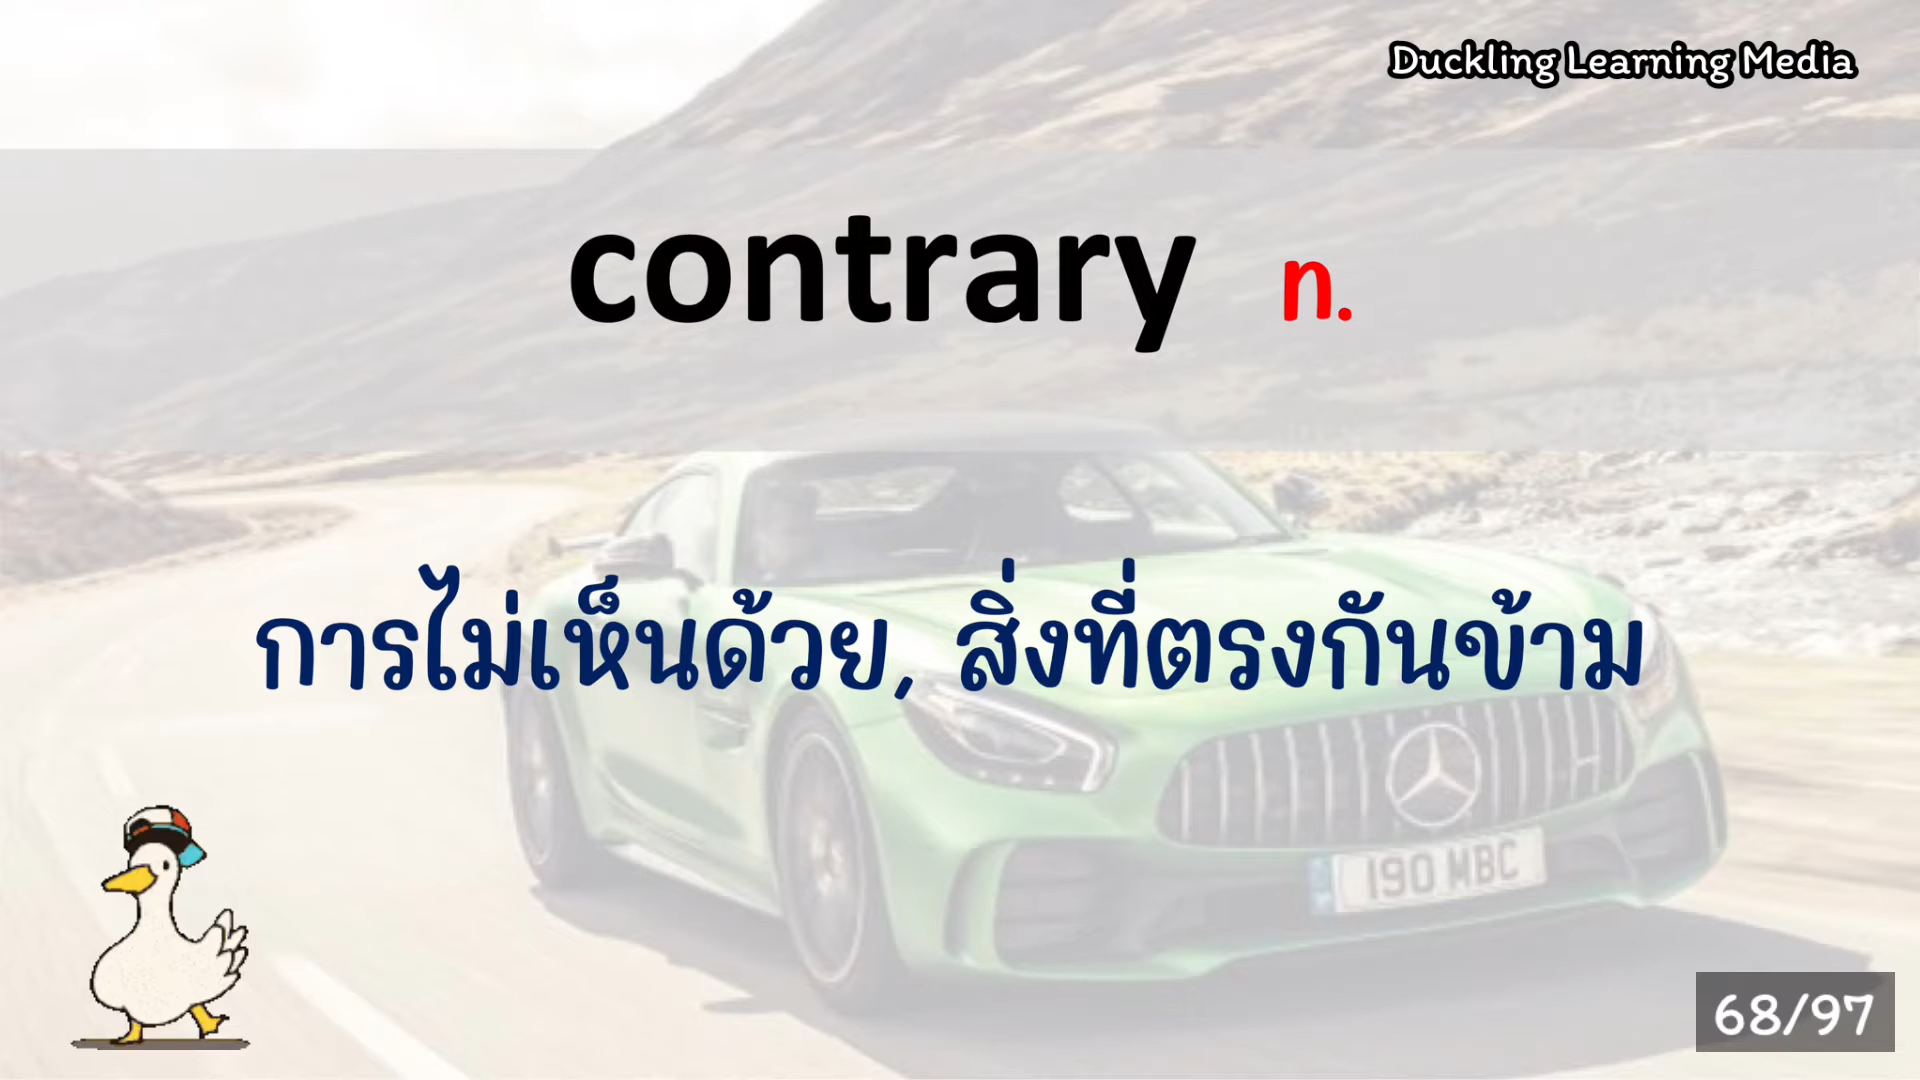 Duckling Learning Media
contrary n.
การไม่เห็นด้วย, สิ่งที่ตรงกันข้าม
190 MBC
68/97